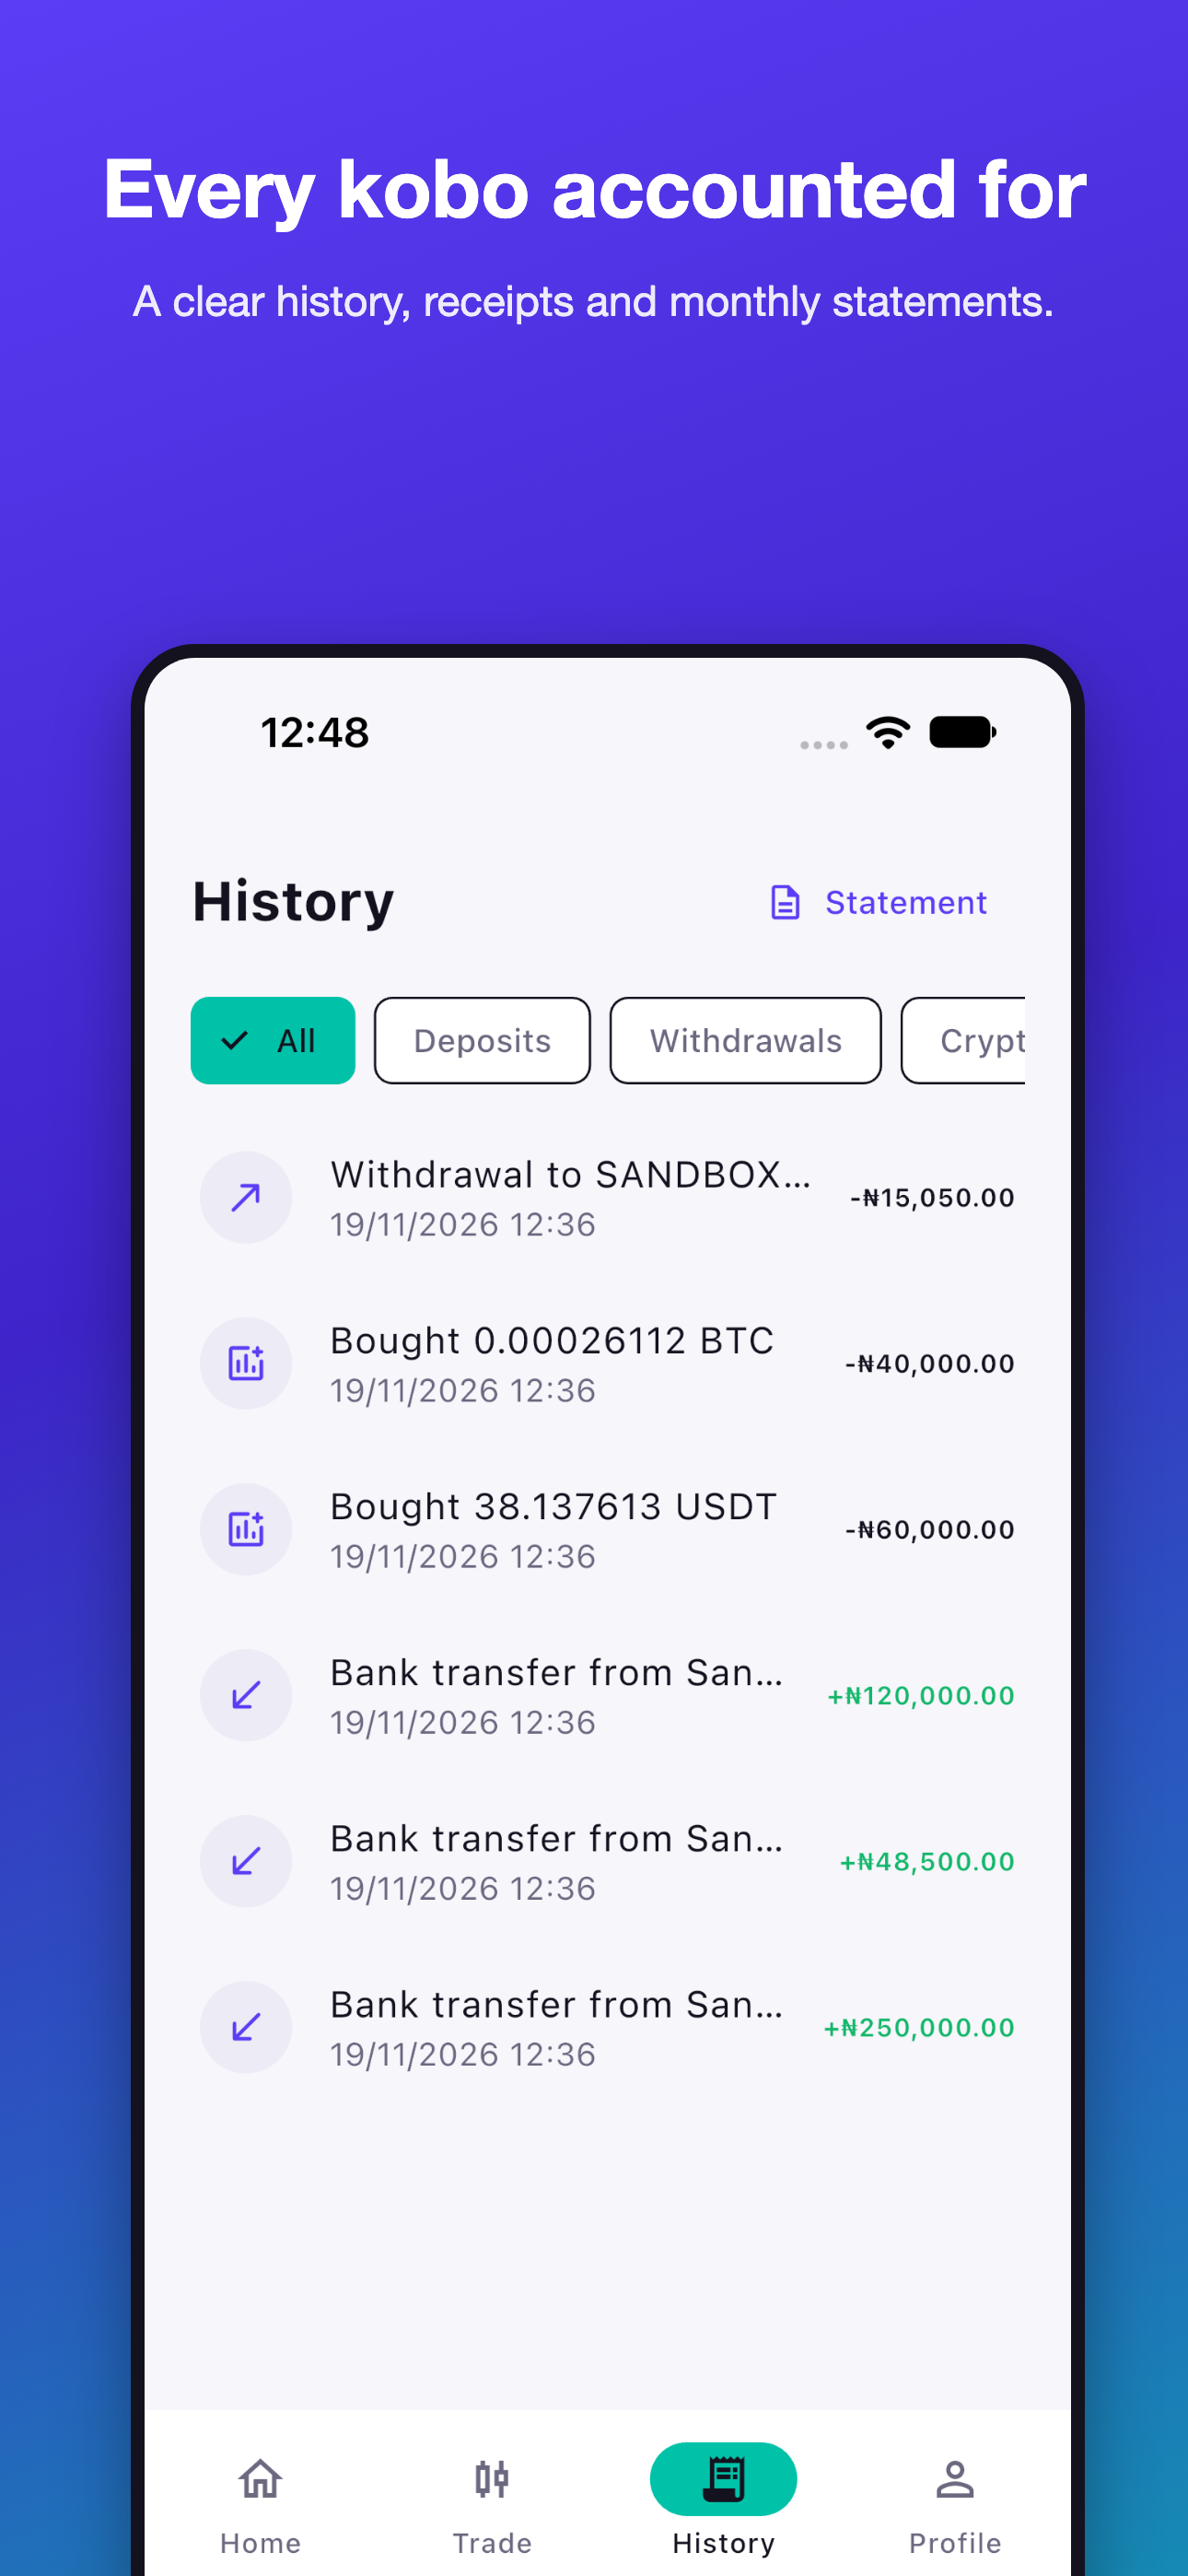 Every kobo accounted for
A clear history, receipts and monthly statements.
12:48
History
Statement
All
Deposits
Withdrawals
Crypt
Withdrawal to SANDBOX...
-₦15,050.00
19/11/2026 12:36
Bought 0.00026112 BTC
-₦40,000.00
19/11/2026 12:36
Bought 38.137613 USDT
-₦60,000.00
19/11/2026 12:36
Bank transfer from San...
+₦120,000.00
19/11/2026 12:36
Bank transfer from San...
+₦48,500.00
19/11/2026 12:36
Bank transfer from San...
+₦250,000.00
19/11/2026 12:36
Home
Trade
History
Profile